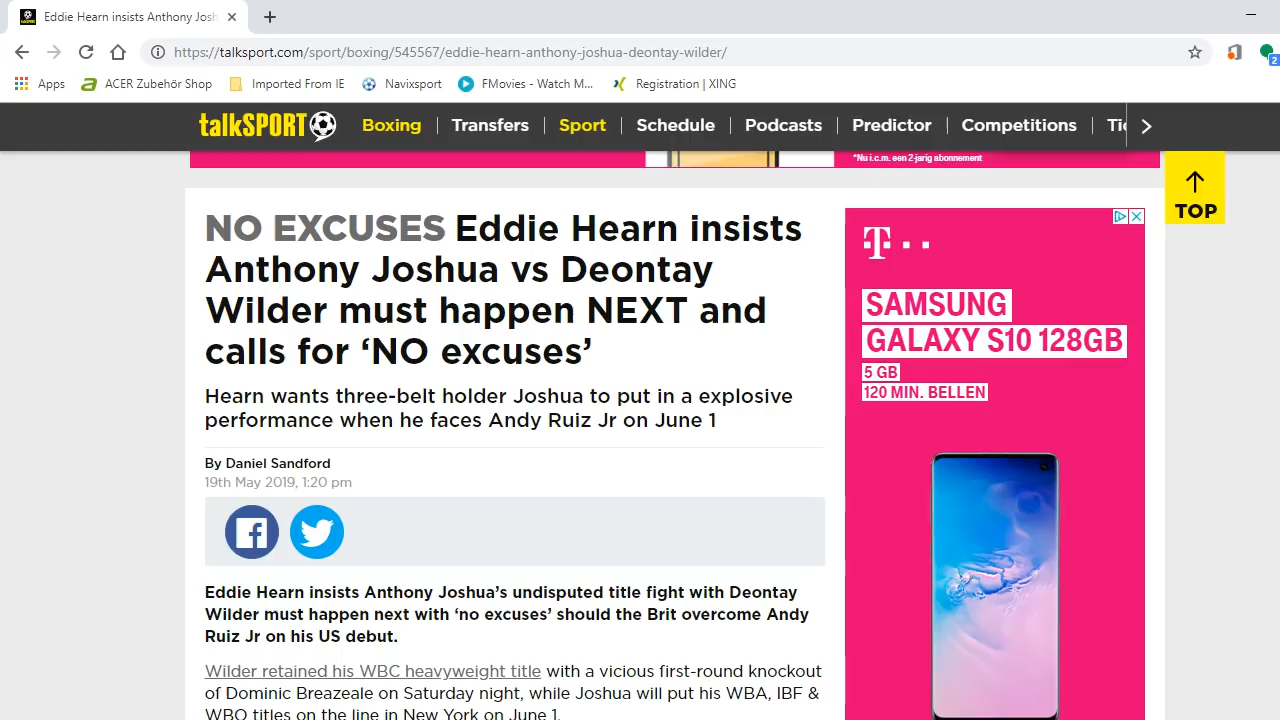 Eddie Hearn insists Anthony Josh
https://talksport.com/sport/boxing/545567/eddie-hearn-anthony-joshua-deontay-wilder/
2
Apps ACER Zubehör Shop Imported From IE Navixsport FMovies - Watch M... Registration | XING
talkSPORT Boxing Transfers Sport Schedule Podcasts Predictor Competitions
*Nu i.c.m. een 2-jarig abonnement
TOP
NO EXCUSES Eddie Hearn insists
Anthony Joshua vs Deontay
Wilder must happen NEXT and
calls for ‘NO excuses’
Hearn wants three-belt holder Joshua to put in a explosive
performance when he faces Andy Ruiz Jr on June 1
By Daniel Sandford
19th May 2019, 1:20 pm
Eddie Hearn insists Anthony Joshua’s undisputed title fight with Deontay
Wilder must happen next with ‘no excuses’ should the Brit overcome Andy
Ruiz Jr on his US debut.
Wilder retained his WBC heavyweight title with a vicious first-round knockout
of Dominic Breazeale on Saturday night, while Joshua will put his WBA, IBF &
WBO titles on the line in New York on June 1.
T
SAMSUNG
GALAXY S10 128GB
5 GB
120 MIN. BELLEN